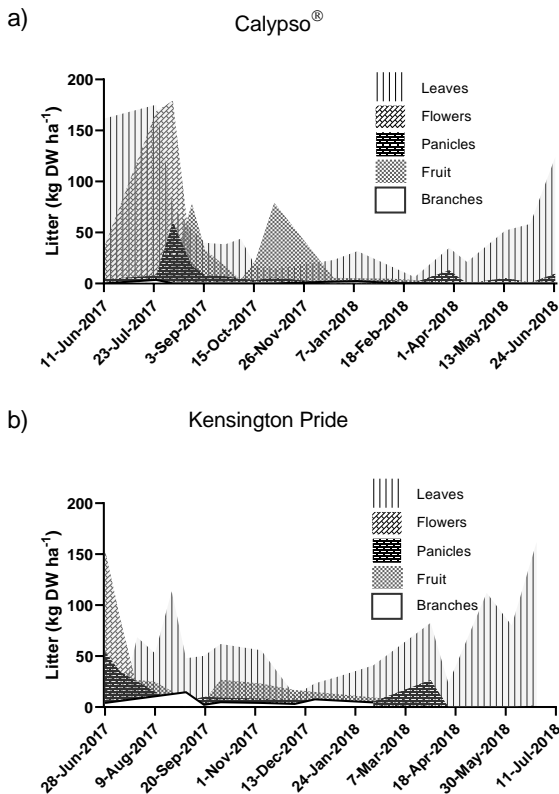 a)
Calypso®
Litter (kg DW ha⁻¹)
200
150
100
50
0
Leaves
Flowers
Panicles
Fruit
Branches
11-Jun-2017
23-Jul-2017
3-Sep-2017
15-Oct-2017
26-Nov-2017
7-Jan-2018
18-Feb-2018
1-Apr-2018
13-May-2018
24-Jun-2018
b)
Kensington Pride
Litter (kg DW ha⁻¹)
200
150
100
50
0
Leaves
Flowers
Panicles
Fruit
Branches
28-Jun-2017
9-Aug-2017
20-Sep-2017
1-Nov-2017
13-Dec-2017
24-Jan-2018
7-Mar-2018
18-Apr-2018
30-May-2018
11-Jul-2018